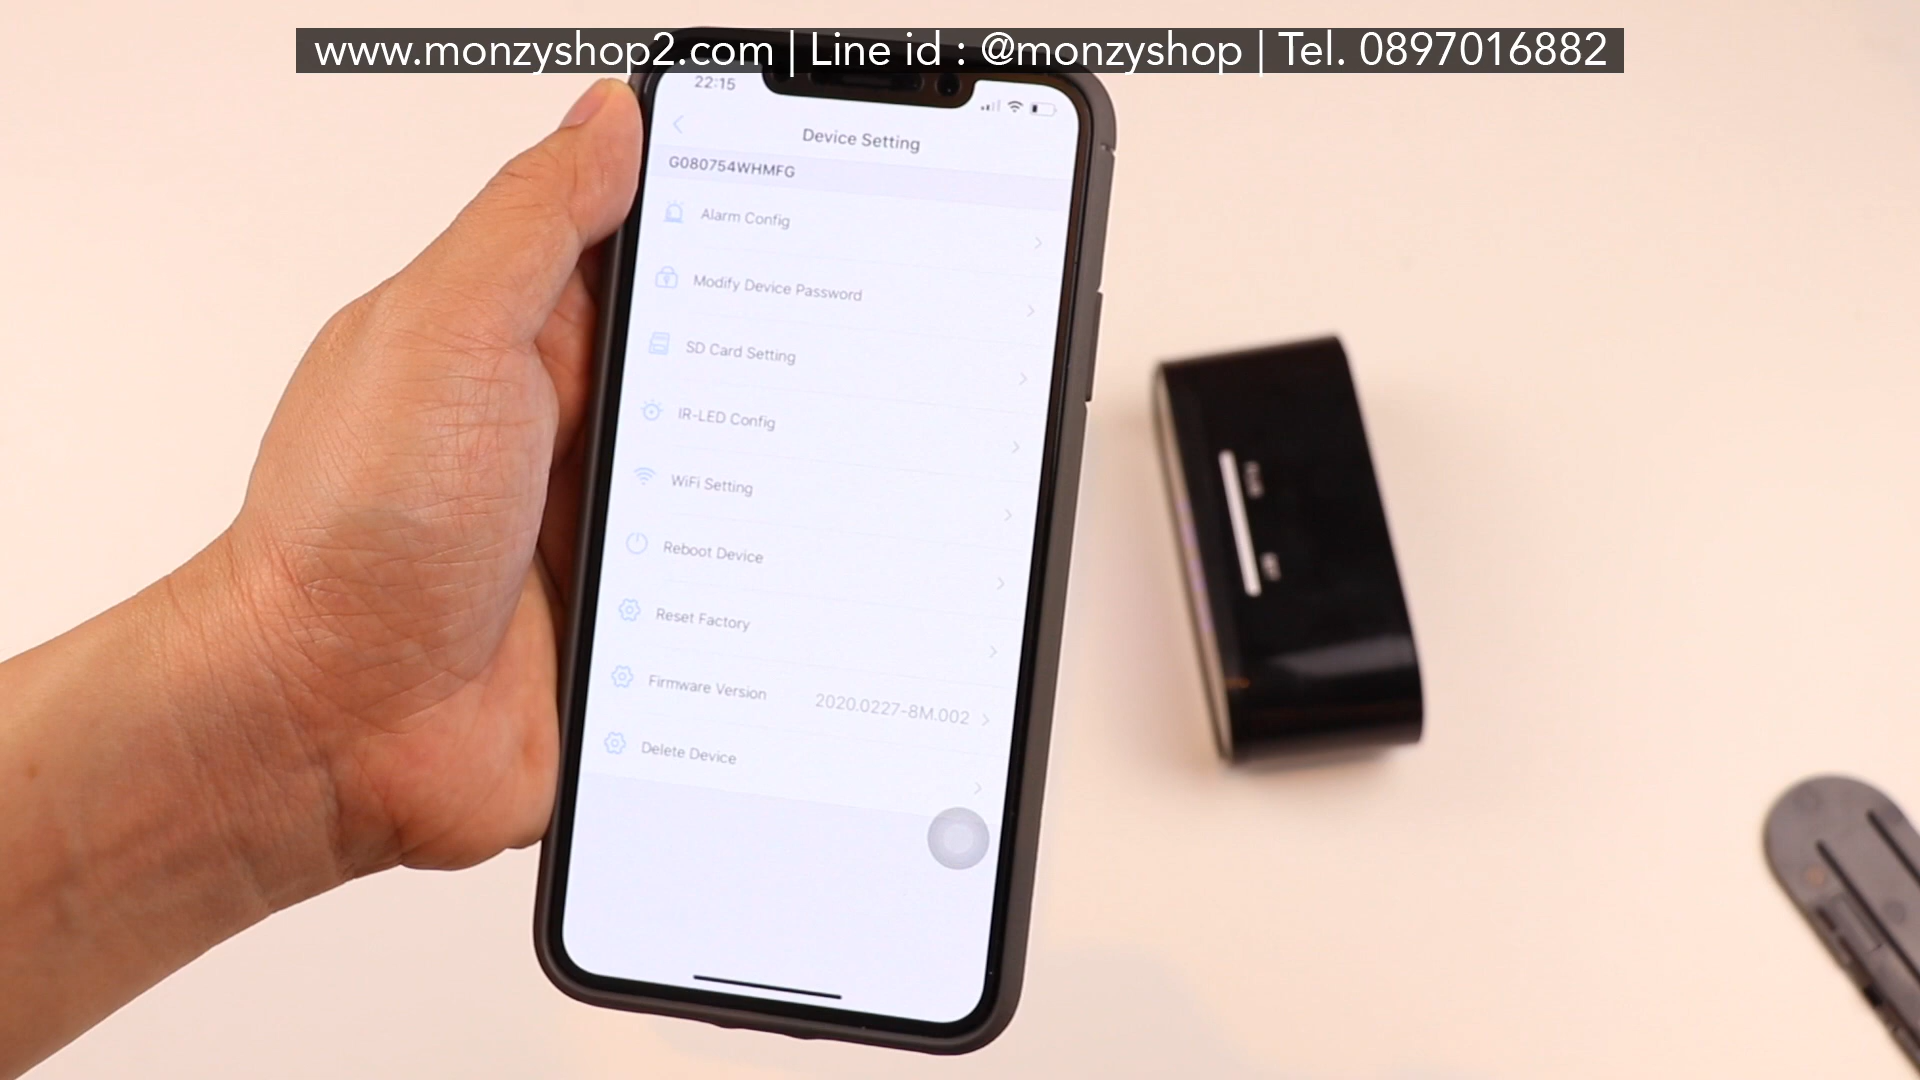 www.monzyshop2.com | Line id : @monzyshop | Tel. 0897016882
22:15
Device Setting
G080754WHMFG
Alarm Config
Modify Device Password
SD Card Setting
IR-LED Config
WiFi Setting
Reboot Device
Reset Factory
Firmware Version 2020.0227-8M.002
Delete Device